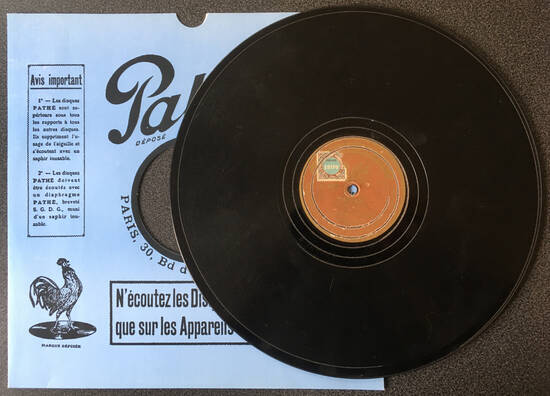 Avis important
1° — Les disques
PATHÉ sont su-
périeurs sous tous
les rapports à tous
les autres disques.
Ils suppriment l'u-
sage de l'aiguille et
s'écoutent avec un
saphir inusable.
2° — Les disques
PATHÉ doivent
être écoutés avec
un diaphragme
PATHÉ, breveté
S. G. D. G., muni
d'un saphir inu-
sable.
MARQUE DÉPOSÉE
Pat
DÉPOSÉ
PARIS, 30, Bd d
N'écoutez les Dis
que sur les Appareils